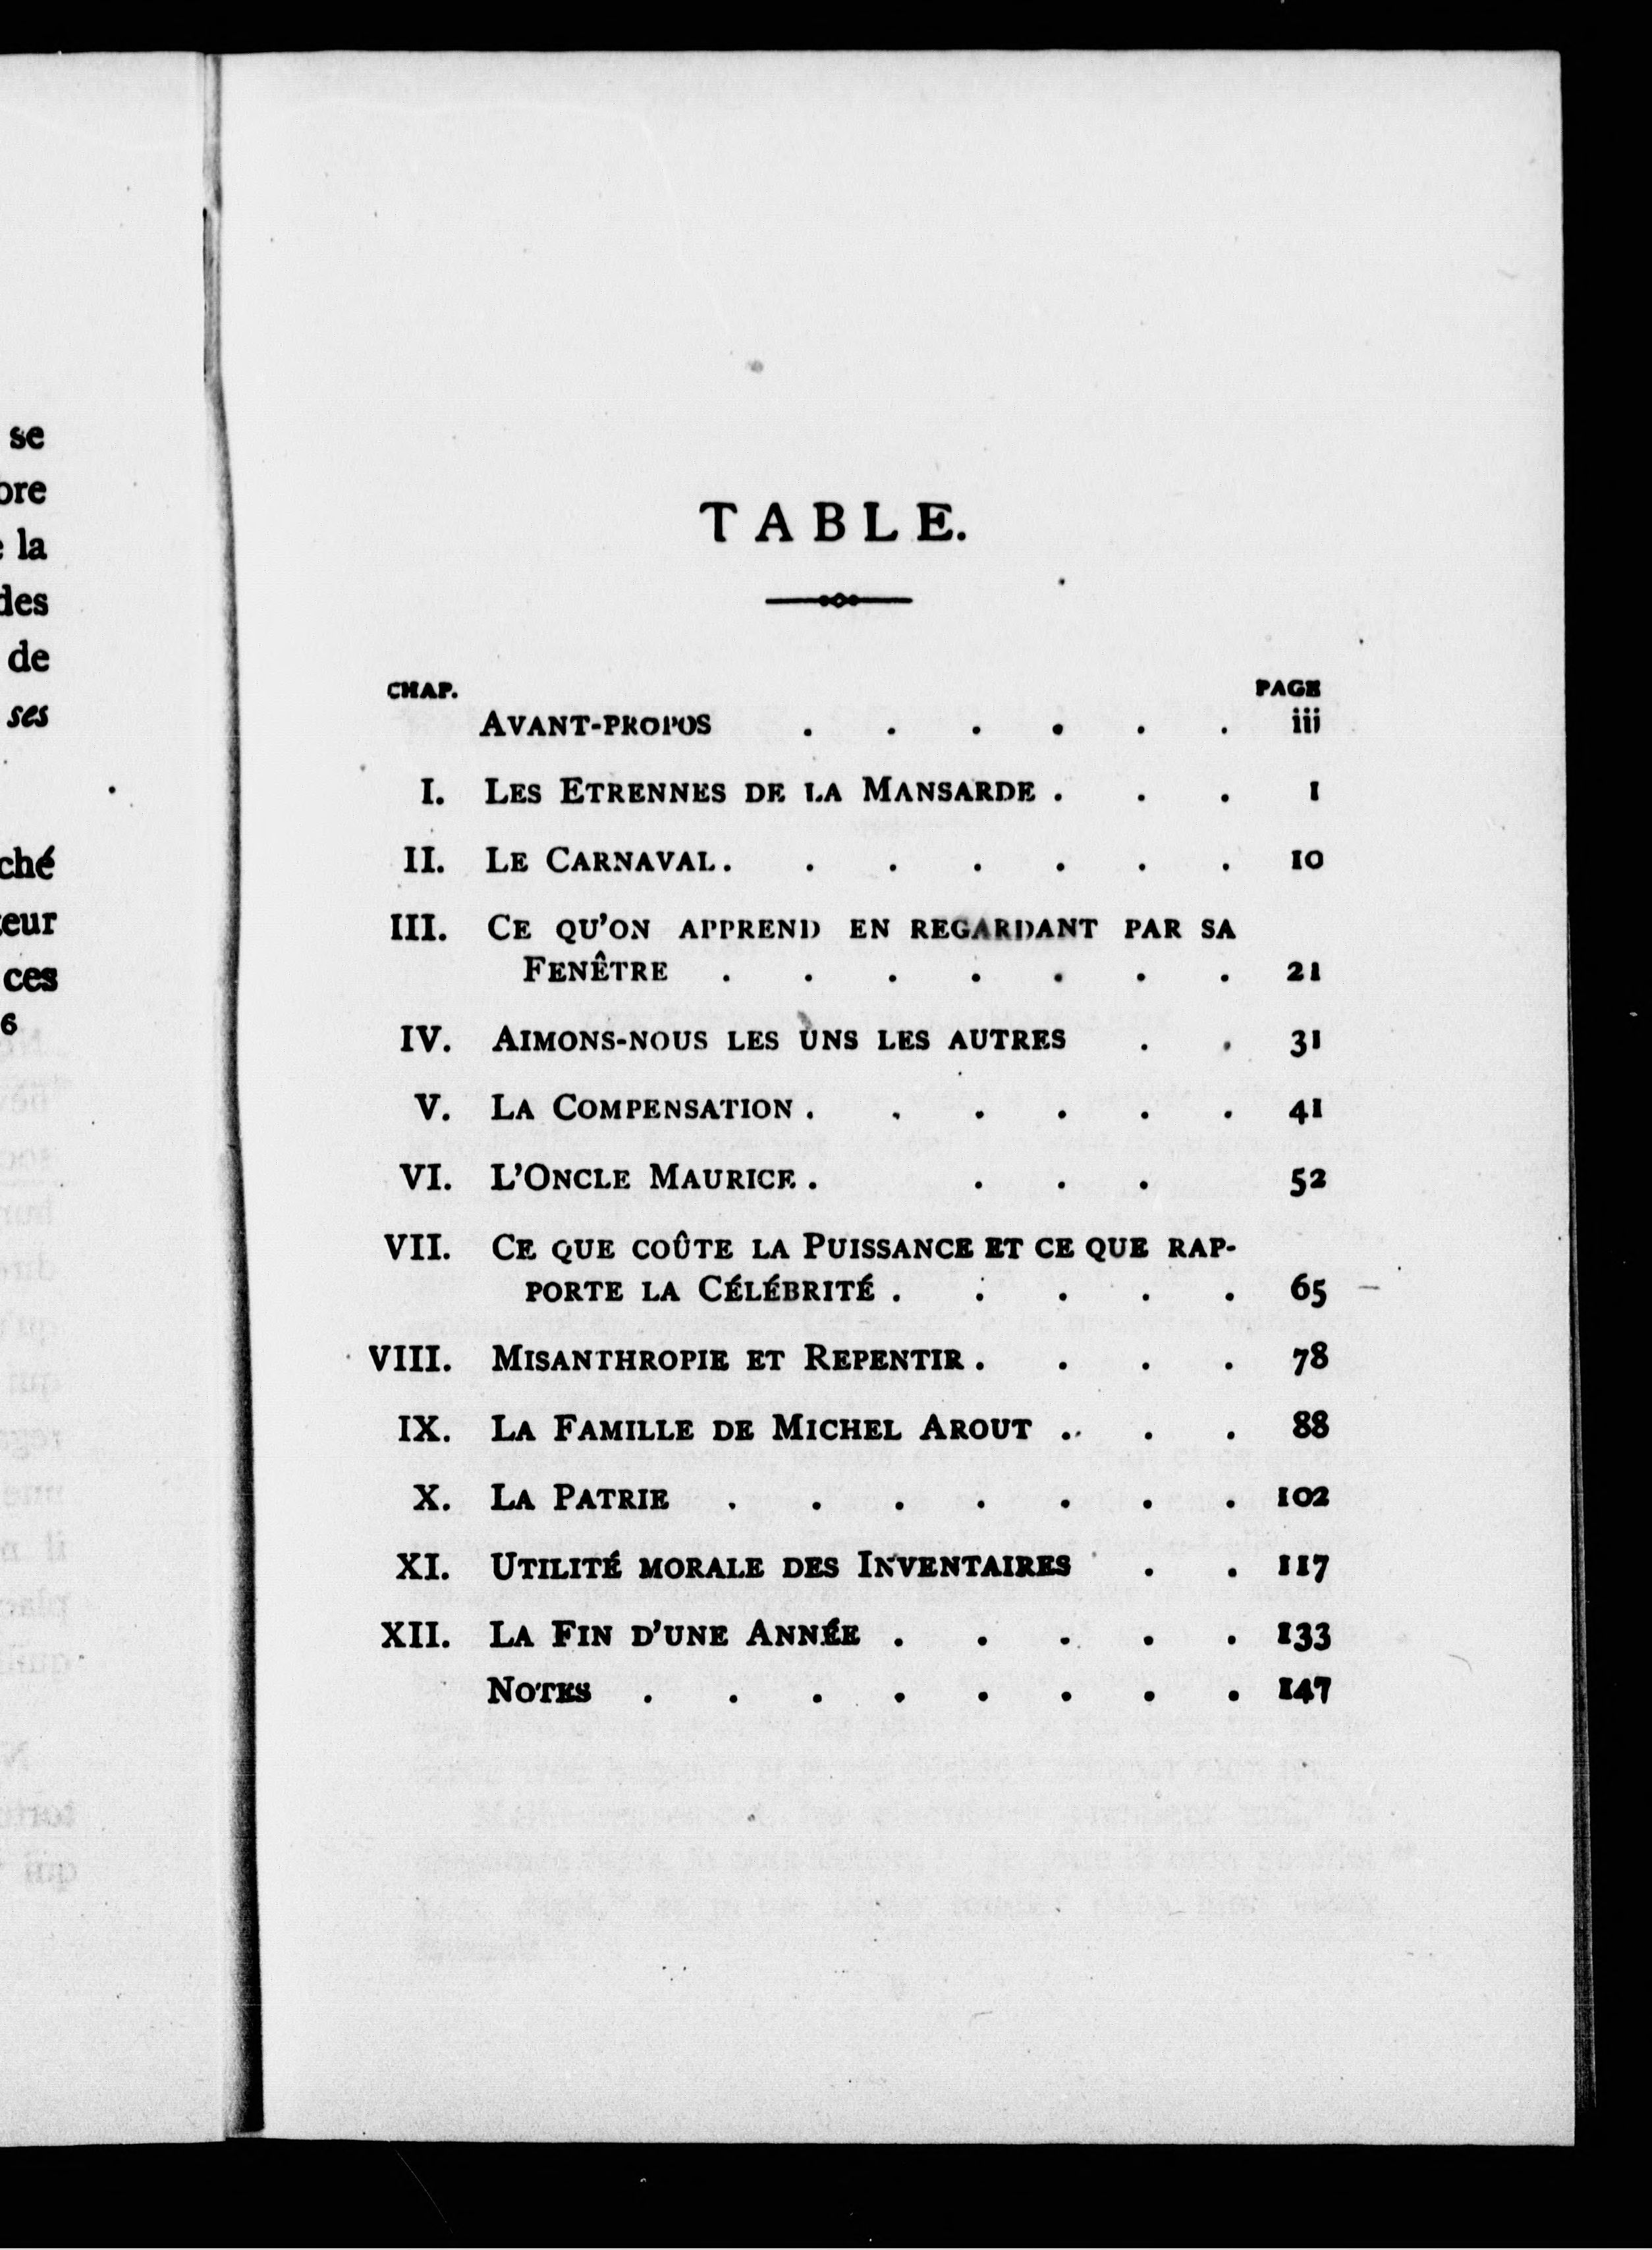 se
la
des
de
ses
ces
6
TABLE.
CHAP. PAGE
AVANT-PROPOS . . . . . . iii
I. LES ETRENNES DE LA MANSARDE . . . 1
II. LE CARNAVAL . . . . . . . 10
III. CE QU'ON APPREND EN REGARDANT PAR SA
FENÊTRE . . . . . . . 21
IV. AIMONS-NOUS LES UNS LES AUTRES . . 31
V. LA COMPENSATION . . . . . . 41
VI. L'ONCLE MAURICE . . . . 52
VII. CE QUE COÛTE LA PUISSANCE ET CE QUE RAP-
PORTE LA CÉLÉBRITÉ . . . . . 65
VIII. MISANTHROPIE ET REPENTIR . . . . 78
IX. LA FAMILLE DE MICHEL AROUT . . . 88
X. LA PATRIE . . . . . . . 102
XI. UTILITÉ MORALE DES INVENTAIRES . . 117
XII. LA FIN D'UNE ANNÉE . . . . . 133
NOTES . . . . . . . . 147